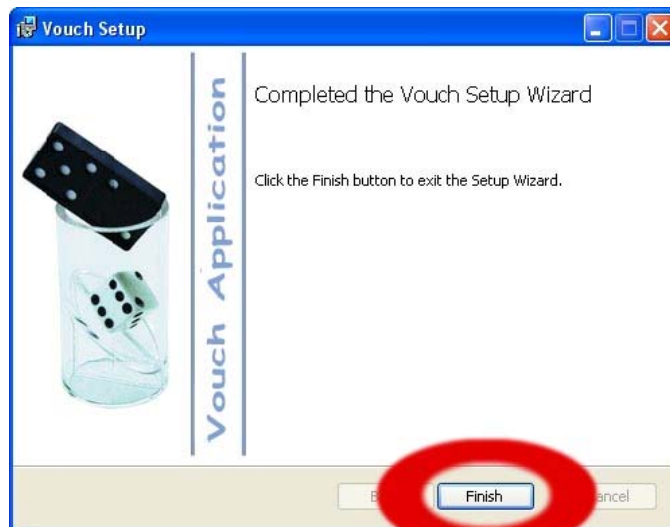 Vouch Setup
Vouch Application
Completed the Vouch Setup Wizard
Click the Finish button to exit the Setup Wizard.
Finish